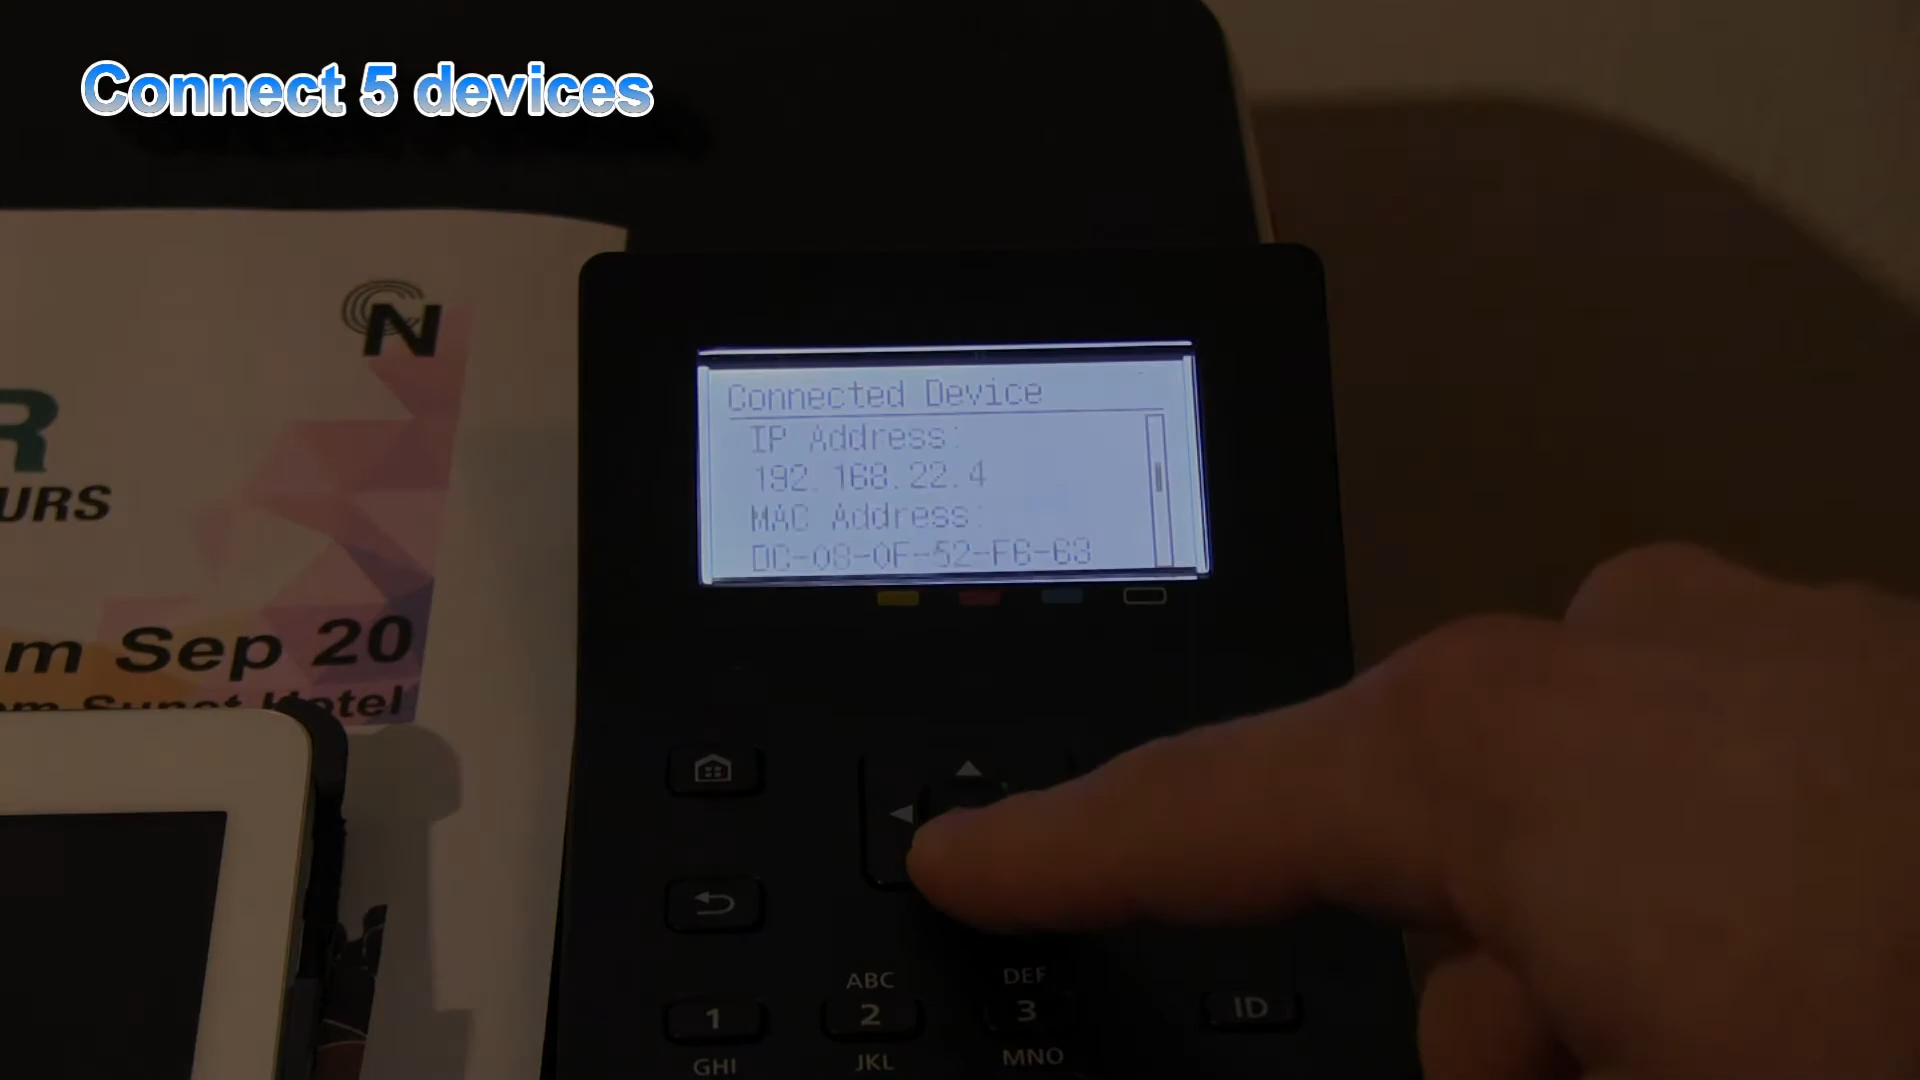 Connect 5 devices
N
R
URS
m Sep 20
Hotel
Connected Device
IP Address:
192.168.22.4
MAC Address:
DC-08-0F-52-F6-63
ABC
DEF
1
2
3
ID
GHI
JKL
MNO